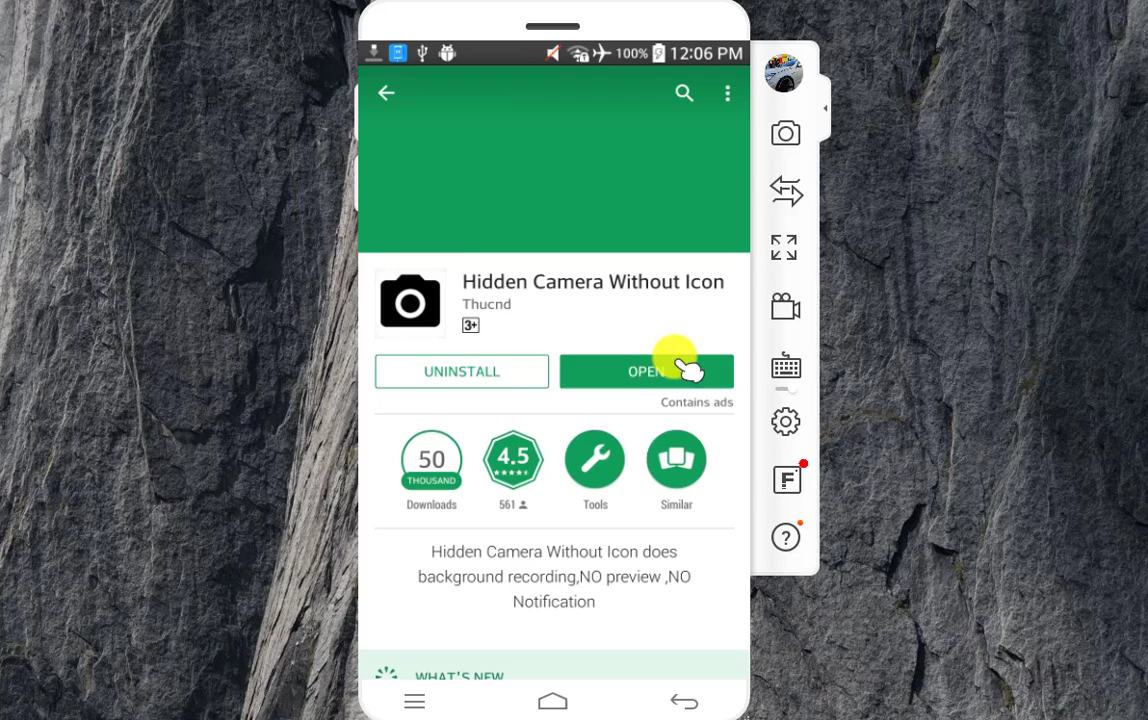 100% 12:06 PM
Hidden Camera Without Icon
Thucnd
3+
UNINSTALL
OPEN
Contains ads
50
THOUSAND
4.5
Downloads
561
Tools
Similar
Hidden Camera Without Icon does
background recording,NO preview ,NO
Notification
WHAT'S NEW
F
?